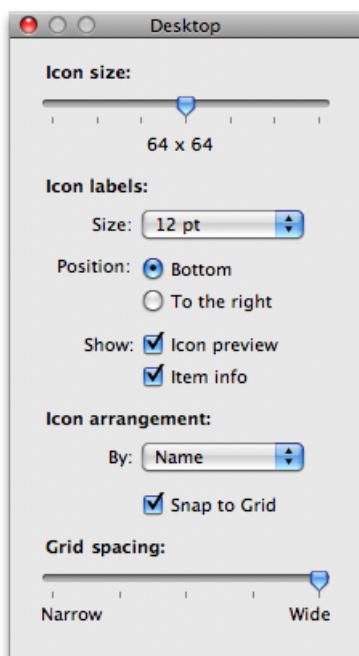 Desktop
Icon size:
64 x 64
Icon labels:
Size: 12 pt
Position: Bottom
To the right
Show: Icon preview
Item info
Icon arrangement:
By: Name
Snap to Grid
Grid spacing:
Narrow Wide